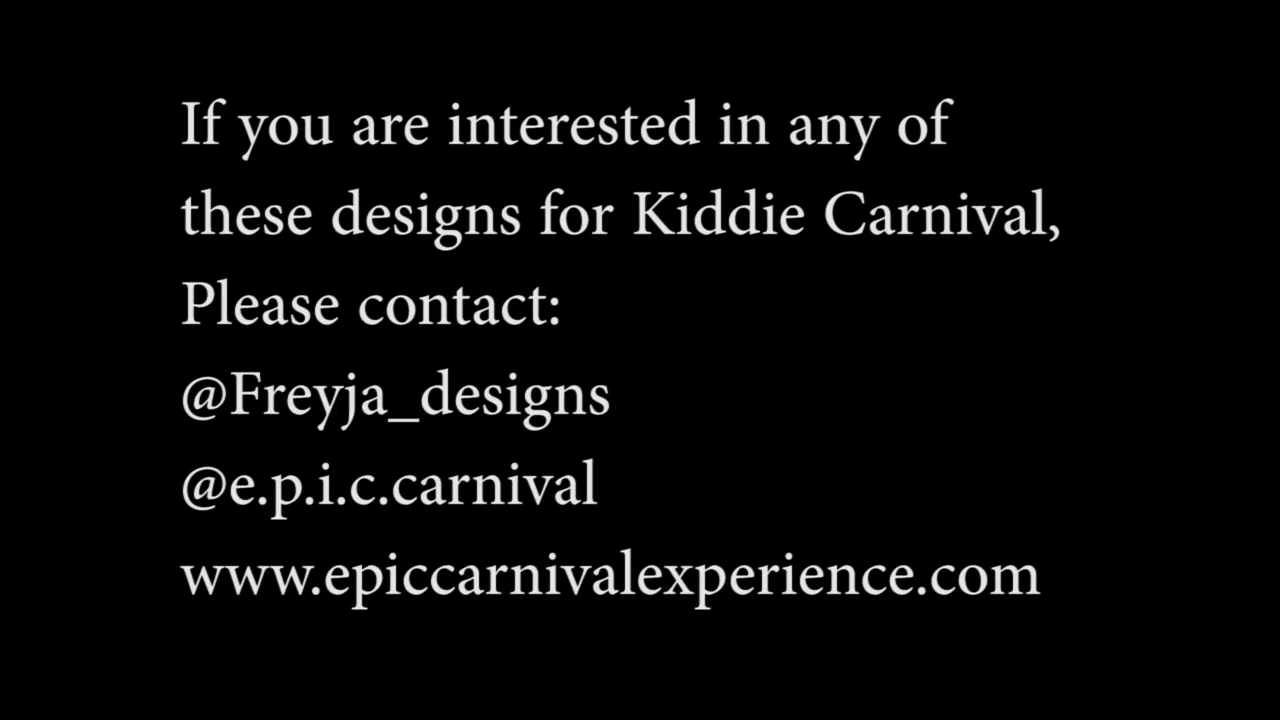 If you are interested in any of
these designs for Kiddie Carnival,
Please contact:
@Freyja_designs
@e.p.i.c.carnival
www.epiccarnivalexperience.com